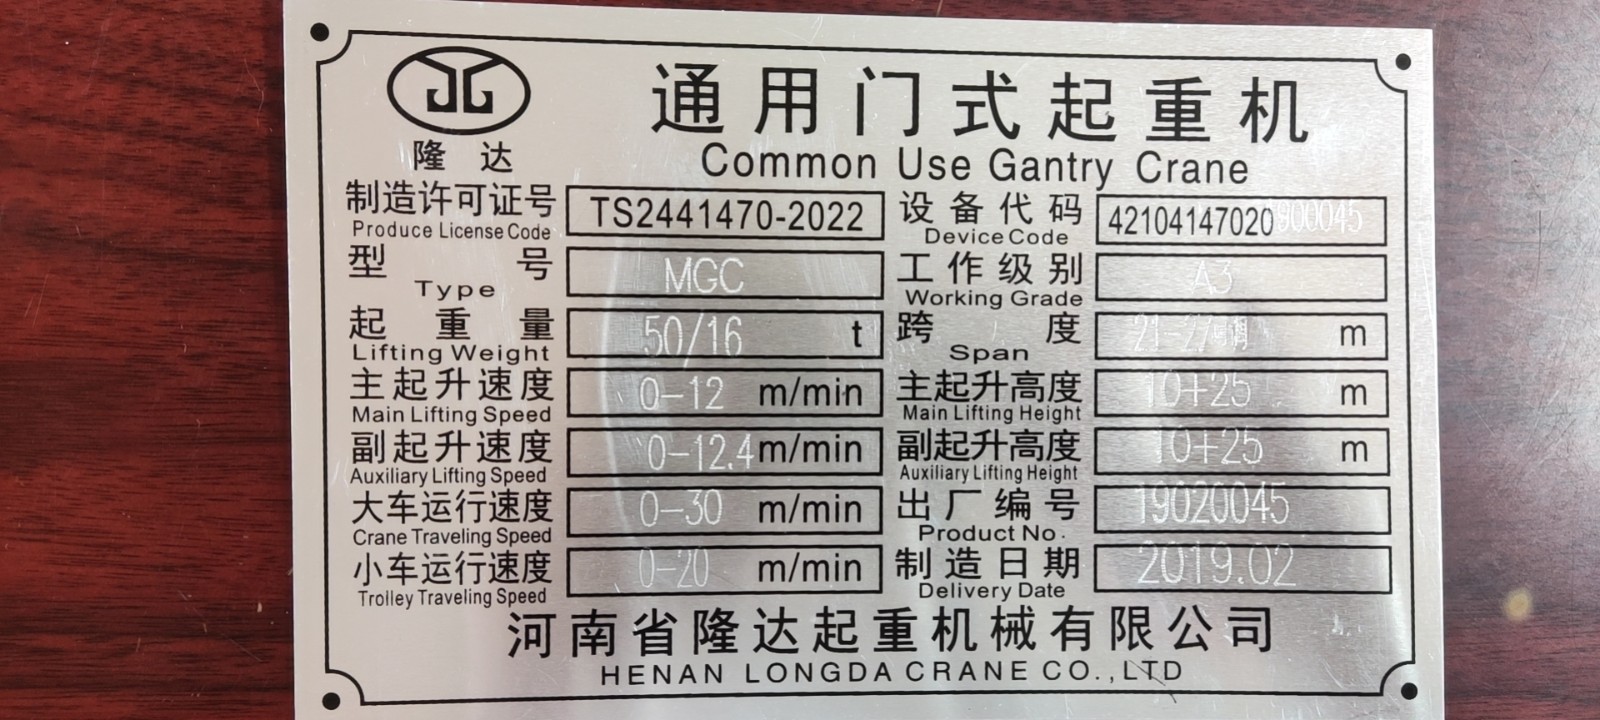 通用门式起重机
Common Use Gantry Crane
隆达
制造许可证号 TS2441470-2022 设备代码 421041470201900045
Produce License Code Device Code
型号 MGC 工作级别 A3
Type Working Grade
起重量 50/16 t 跨度 21-27可调 m
Lifting Weight Span
主起升速度 0-12 m/min 主起升高度 10+25 m
Main Lifting Speed Main Lifting Height
副起升速度 0-12.4 m/min 副起升高度 10+25 m
Auxiliary Lifting Speed Auxiliary Lifting Height
大车运行速度 0-30 m/min 出厂编号 19020045
Crane Traveling Speed Product No.
小车运行速度 0-20 m/min 制造日期 2019.02
Trolley Traveling Speed Delivery Date
河南省隆达起重机械有限公司
HENAN LONGDA CRANE CO.,LTD